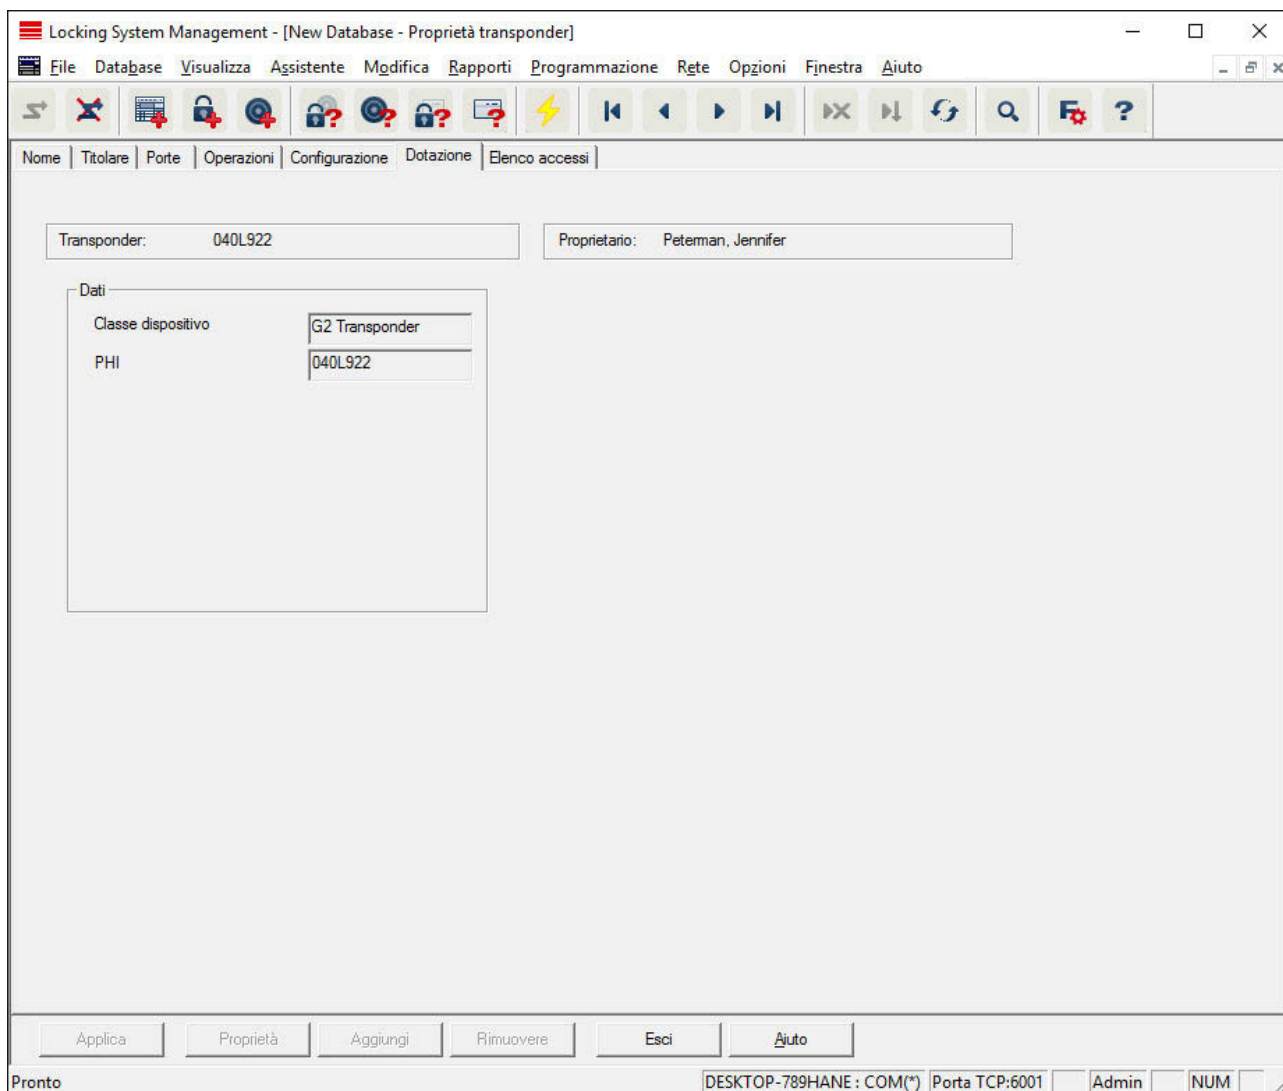 Locking System Management - [New Database - Proprietà transponder]
File Database Visualizza Assistente Modifica Rapporti Programmazione Rete Opzioni Finestra Aiuto
Nome Titolare Porte Operazioni Configurazione Dotazione Elenco accessi
Transponder: 040L922 Proprietario: Peterman, Jennifer
Dati
Classe dispositivo G2 Transponder
PHI 040L922
Applica Proprietà Aggiungi Rimuovere Esci Aiuto
Pronto DESKTOP-789HANE : COM(*) Porta TCP:6001 Admin NUM